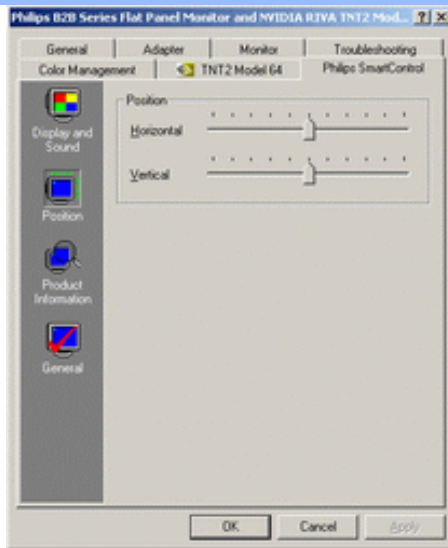 Philips B2B Series Flat Panel Monitor and NVIDIA RIVA TNT2 Mod...
General Adapter Monitor Troubleshooting
Color Management TNT2 Model 64 Philips SmartControl
Display and
Sound
Position
Product
Information
General
Position
Horizontal
Vertical
OK Cancel Apply